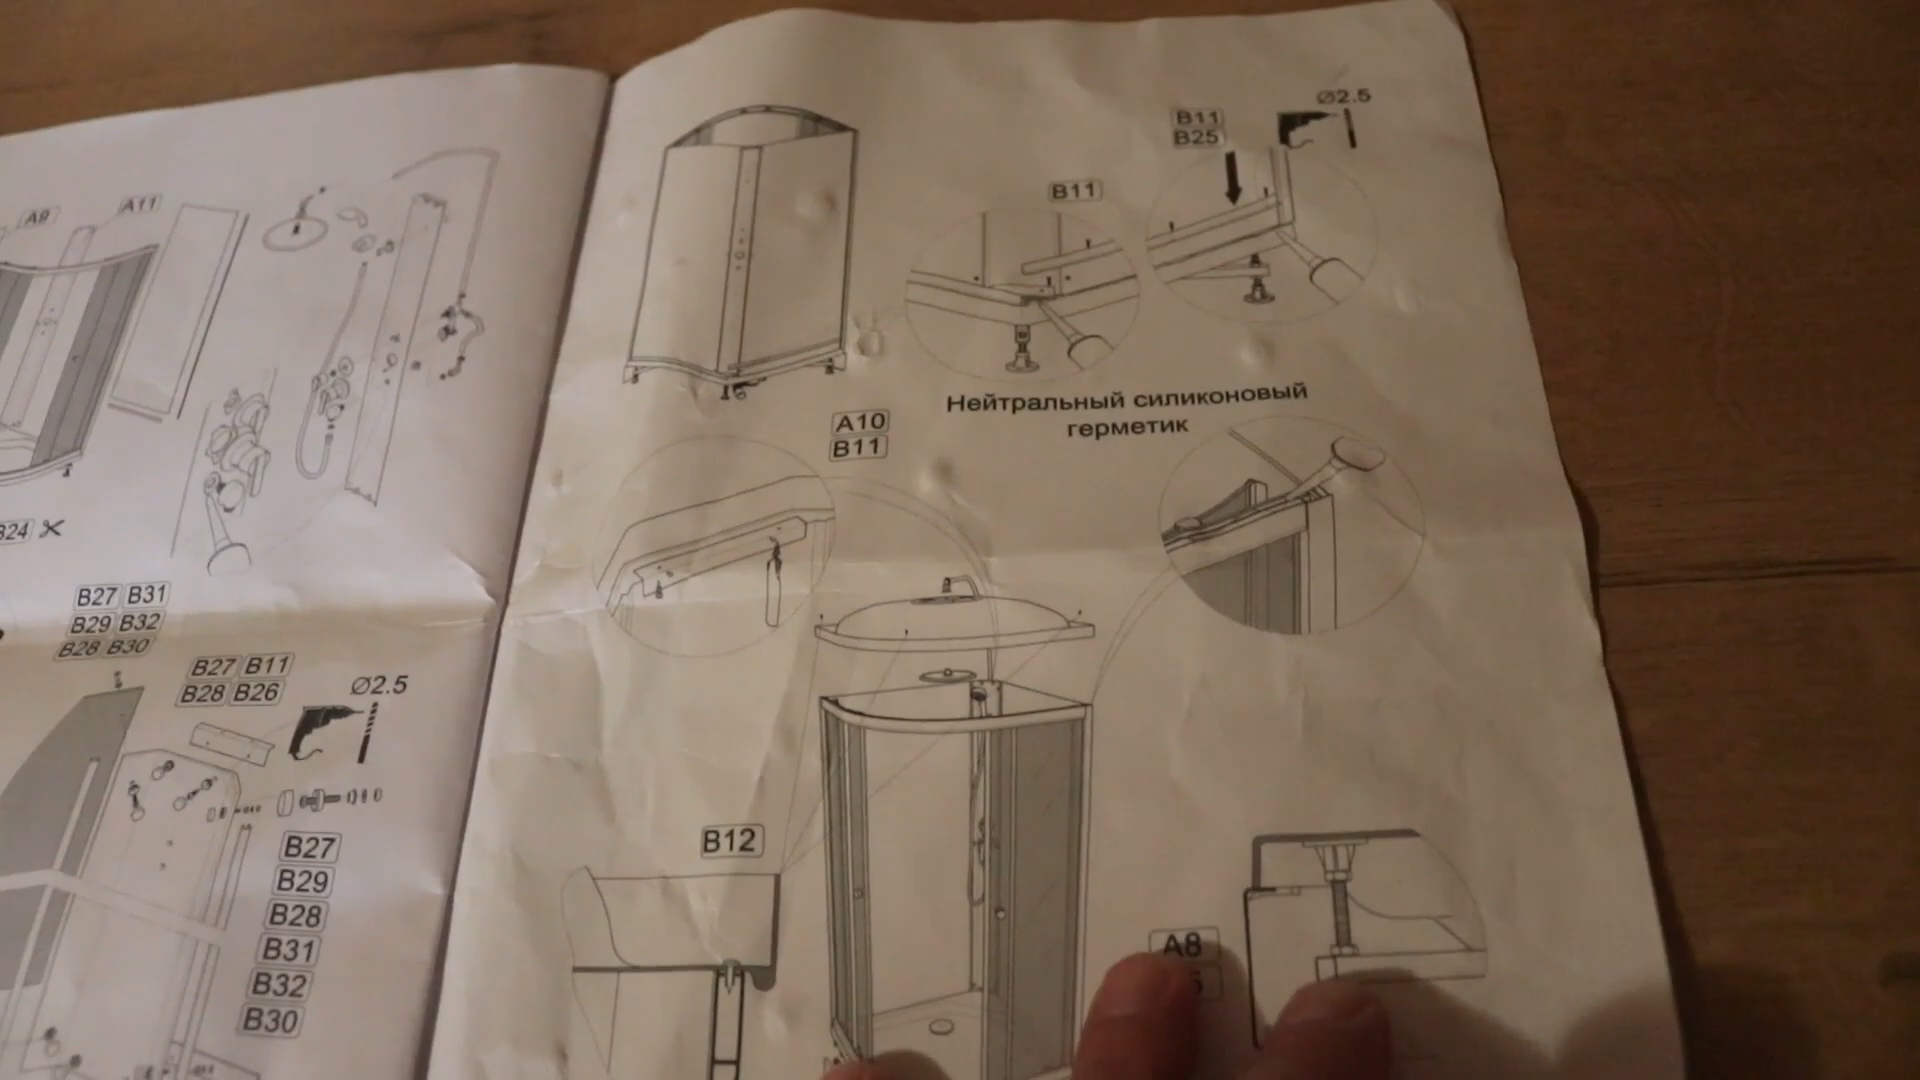 A9
A11
B24
B27 B31
B29 B32
B28 B30
B27 B11
B28 B26
Ø2.5
B27
B29
B28
B31
B32
B30
Ø2.5
B11
B25
B11
Нейтральный силиконовый
герметик
A10
B11
B12
A8